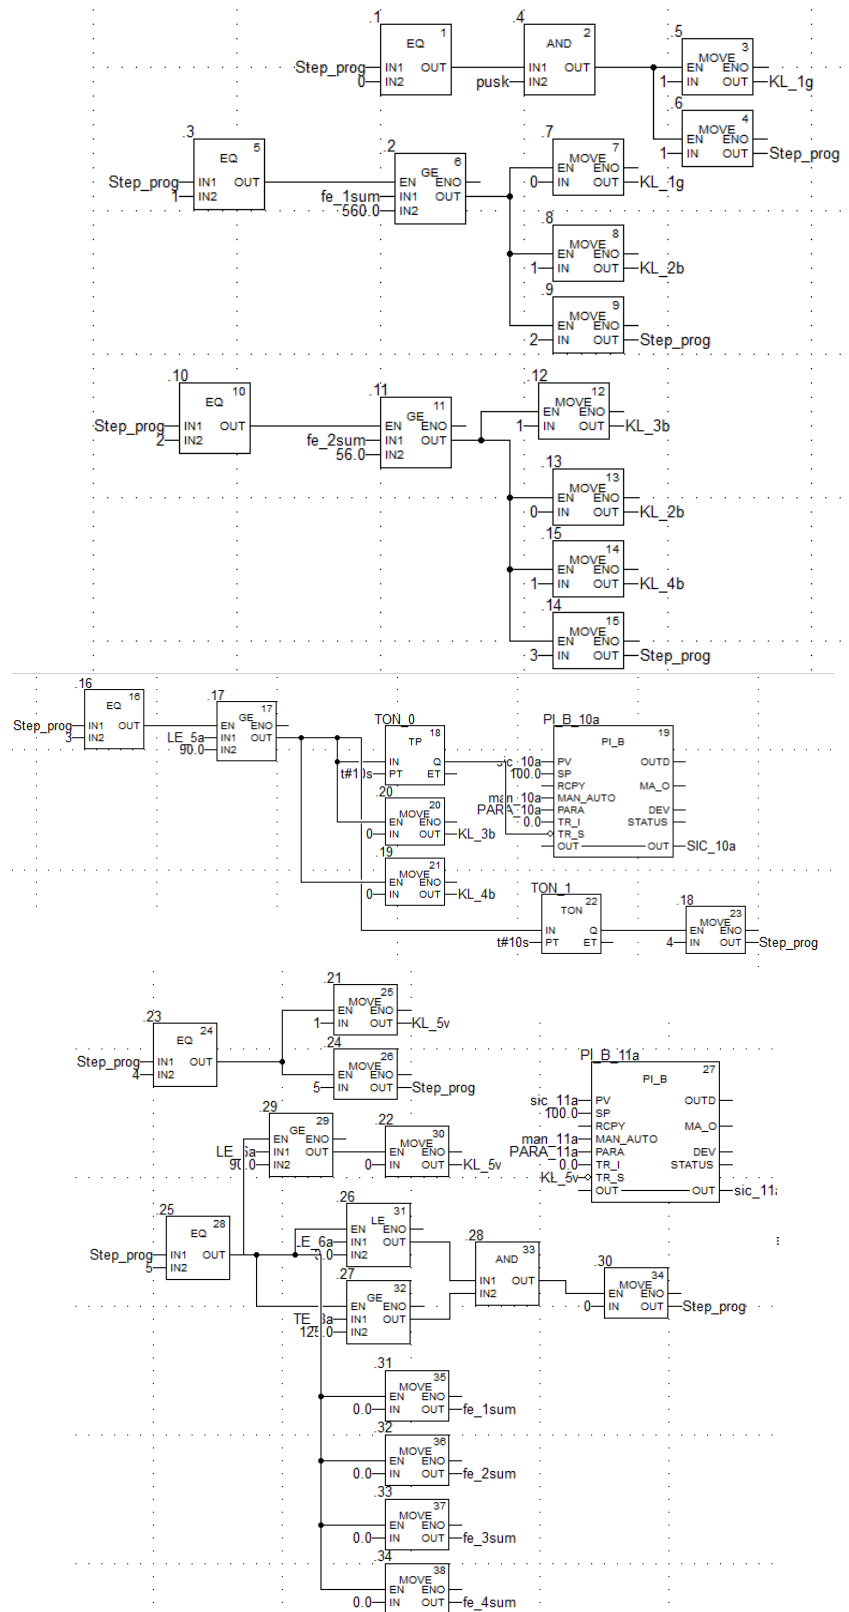 .1
1
EQ
Step_prog IN1 OUT
0 IN2
.4
2
AND
IN1 OUT
pusk IN2
.5
3
MOVE
EN ENO
1 IN OUT KL_1g
.6
4
MOVE
EN ENO
1 IN OUT Step_prog
.3
5
EQ
Step_prog IN1 OUT
1 IN2
.2
6
GE
EN ENO
fe_1sum IN1 OUT
560.0 IN2
.7
7
MOVE
EN ENO
0 IN OUT KL_1g
.8
8
MOVE
EN ENO
1 IN OUT KL_2b
.9
9
MOVE
EN ENO
2 IN OUT Step_prog
.10
10
EQ
Step_prog IN1 OUT
2 IN2
.11
11
GE
EN ENO
fe_2sum IN1 OUT
56.0 IN2
.12
12
MOVE
EN ENO
1 IN OUT KL_3b
.13
13
MOVE
EN ENO
0 IN OUT KL_2b
.15
14
MOVE
EN ENO
1 IN OUT KL_4b
.14
15
MOVE
EN ENO
3 IN OUT Step_prog
.16
16
EQ
Step_prog IN1 OUT
3 IN2
.17
17
GE
EN ENO
LE_5a IN1 OUT
90.0 IN2
TON_0
18
TP
IN Q
t#10s PT ET
PI_B_10a
19
PI_B
sic_10a PV OUTD
100.0 SP
RCPY MA_O
man_10a MAN_AUTO
PARA_10a PARA DEV
0.0 TR_I STATUS
TR_S
OUT OUT SIC_10a
.20
20
MOVE
EN ENO
0 IN OUT KL_3b
.19
21
MOVE
EN ENO
0 IN OUT KL_4b
TON_1
22
TON
IN Q
t#10s PT ET
.18
23
MOVE
EN ENO
4 IN OUT Step_prog
.21
25
MOVE
EN ENO
1 IN OUT KL_5v
.23
24
EQ
Step_prog IN1 OUT
4 IN2
.24
26
MOVE
EN ENO
5 IN OUT Step_prog
PI_B_11a
27
PI_B
sic_11a PV OUTD
100.0 SP
RCPY MA_O
man_11a MAN_AUTO
PARA_11a PARA DEV
0.0 TR_I STATUS
KL_5v TR_S
OUT OUT sic_11a
.29
29
GE
EN ENO
IN1 OUT
90.0 IN2
.22
30
MOVE
EN ENO
0 IN OUT KL_5v
.25
28
EQ
Step_prog IN1 OUT
5 IN2
.26
31
LE
EN ENO
LE_6a IN1 OUT
IN2
.27
32
GE
EN ENO
IN1 OUT
IN2
.28
33
AND
IN1 OUT
IN2
.30
34
MOVE
EN ENO
0 IN OUT Step_prog
.31
35
MOVE
EN ENO
0.0 IN OUT fe_1sum
.32
36
MOVE
EN ENO
0.0 IN OUT fe_2sum
.33
37
MOVE
EN ENO
0.0 IN OUT fe_3sum
.34
38
MOVE
EN ENO
0.0 IN OUT fe_4sum